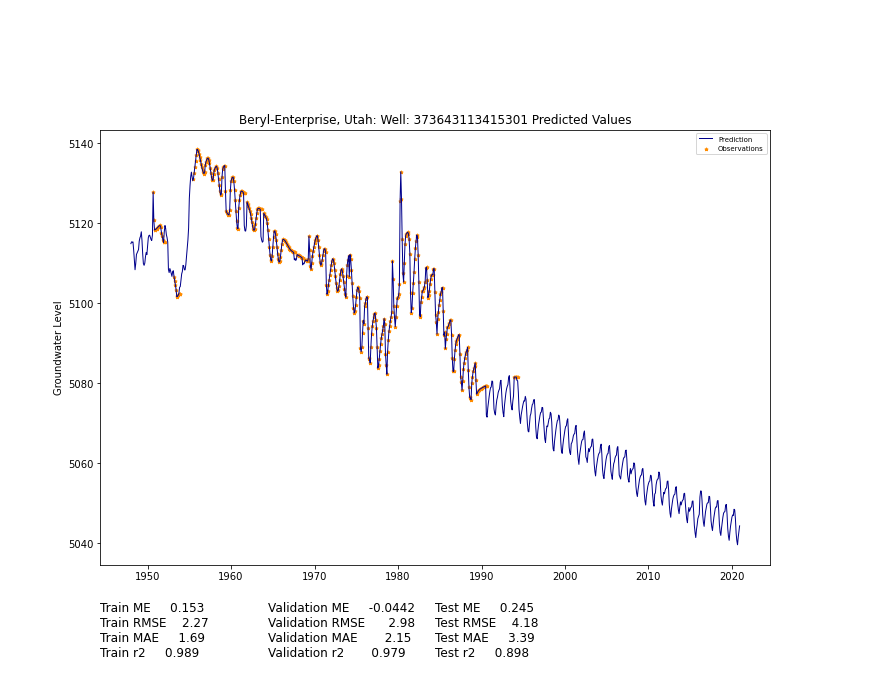 Beryl-Enterprise, Utah: Well: 373643113415301 Predicted Values
Prediction
Observations
5140
5120
5100
5080
5060
5040
Groundwater Level
1950 1960 1970 1980 1990 2000 2010 2020
Train ME 0.153 Validation ME -0.0442 Test ME 0.245
Train RMSE 2.27 Validation RMSE 2.98 Test RMSE 4.18
Train MAE 1.69 Validation MAE 2.15 Test MAE 3.39
Train r2 0.989 Validation r2 0.979 Test r2 0.898